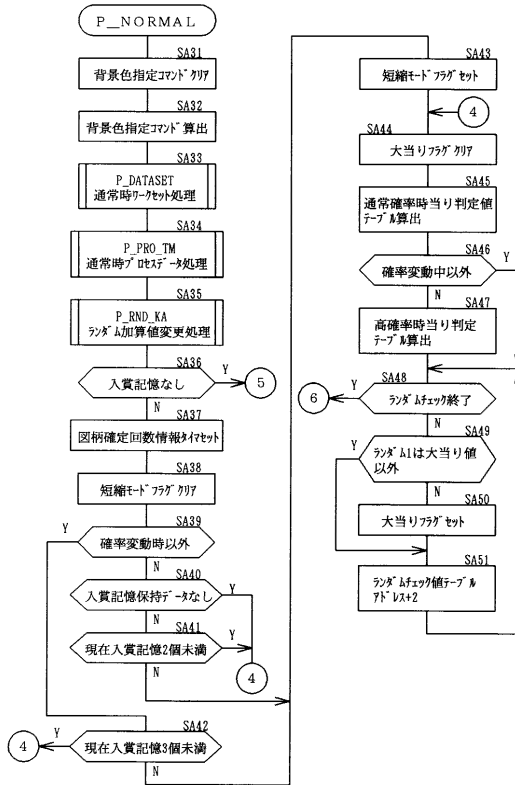 P_NORMAL
SA31
背景色指定コマンドクリア
SA32
背景色指定コマンド算出
SA33
P_DATASET
通常時ワークセット処理
SA34
P_PRO_TM
通常時プロセスデータ処理
SA35
P_RND_KA
ランダム加算値変更処理
SA36
入賞記憶なし
Y
5
N
SA37
図柄確定回数情報タイマセット
SA38
短縮モードフラグクリア
SA39
Y
確率変動時以外
N
SA40
入賞記憶保持データなし
Y
N
SA41
現在入賞記憶2個未満
Y
N
4
SA42
4
Y
現在入賞記憶3個未満
N
SA43
短縮モードフラグセット
4
SA44
大当りフラグクリア
SA45
通常確率時当り判定値
テーブル算出
SA46
確率変動中以外
Y
N
SA47
高確率時当り判定
テーブル算出
SA48
6
Y
ランダムチェック終了
N
SA49
Y
ランダム1は大当り値
以外
N
SA50
大当りフラグセット
SA51
ランダムチェック値テーブル
アドレス+2